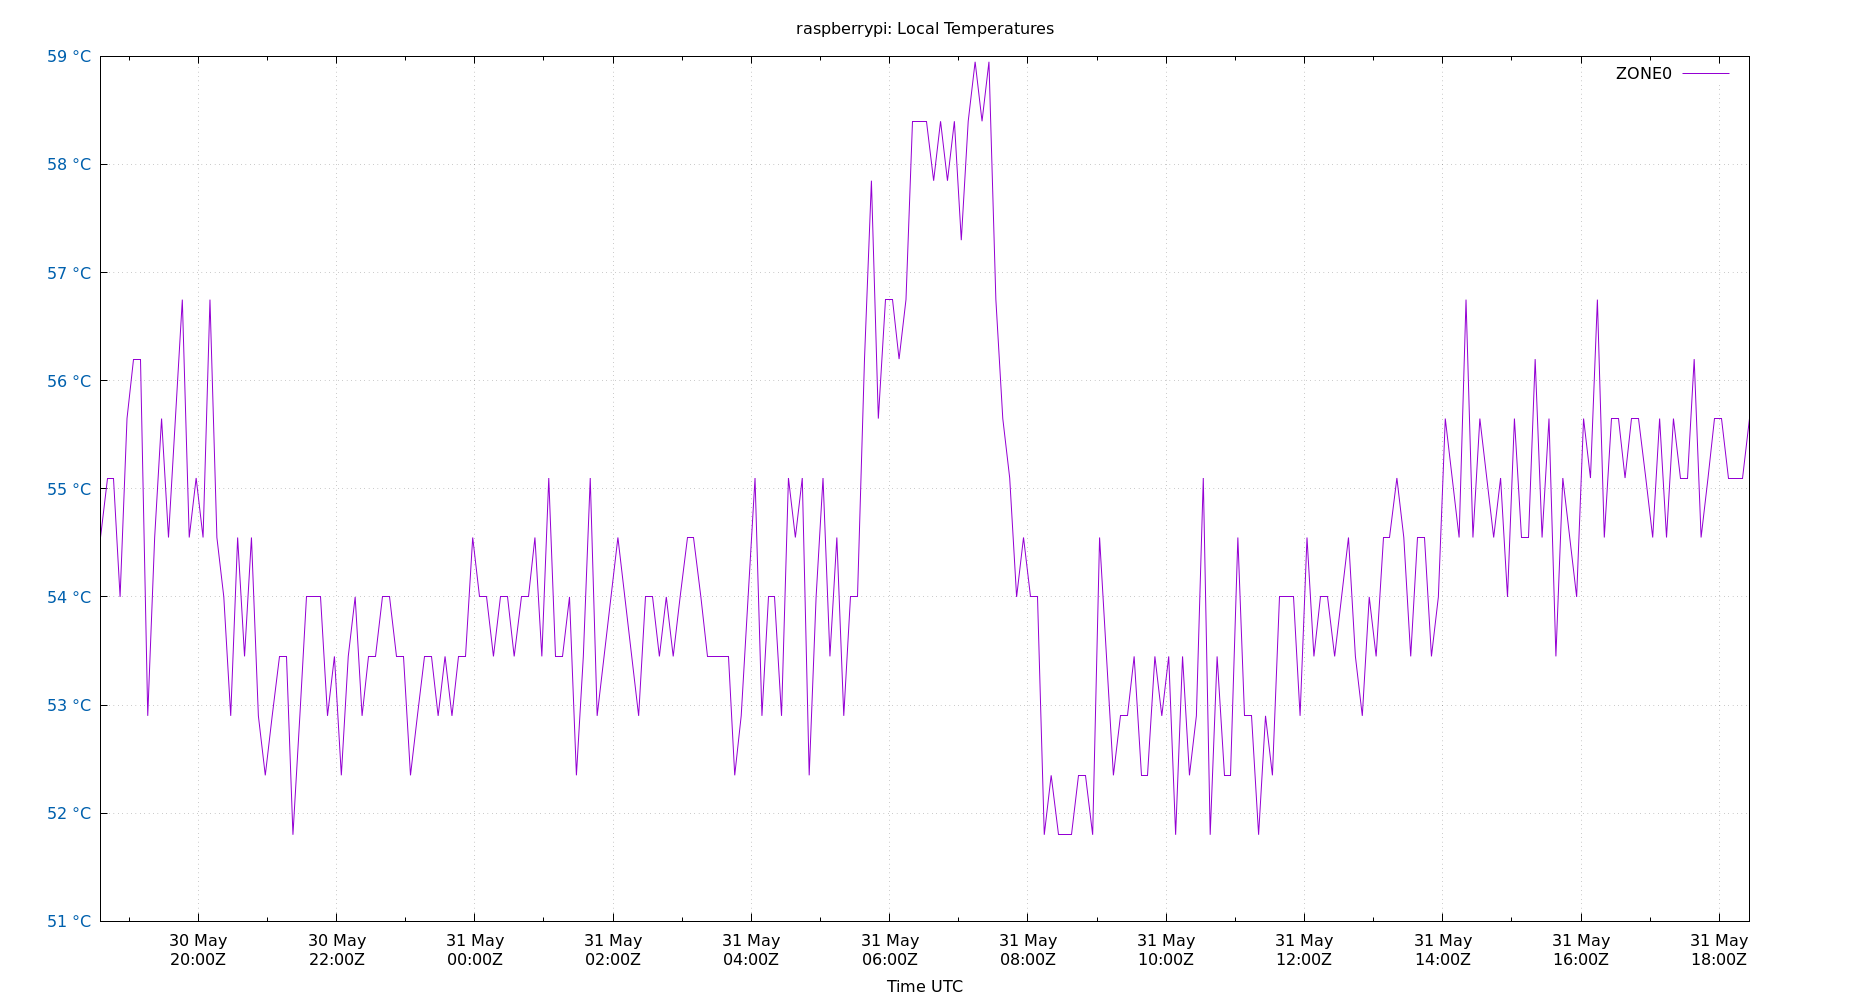 raspberrypi: Local Temperatures
59 °C
ZONE0
58 °C
57 °C
56 °C
55 °C
54 °C
53 °C
52 °C
51 °C
30 May 30 May 31 May 31 May 31 May 31 May 31 May 31 May 31 May 31 May 31 May 31 May
20:00Z 22:00Z 00:00Z 02:00Z 04:00Z 06:00Z 08:00Z 10:00Z 12:00Z 14:00Z 16:00Z 18:00Z
Time UTC